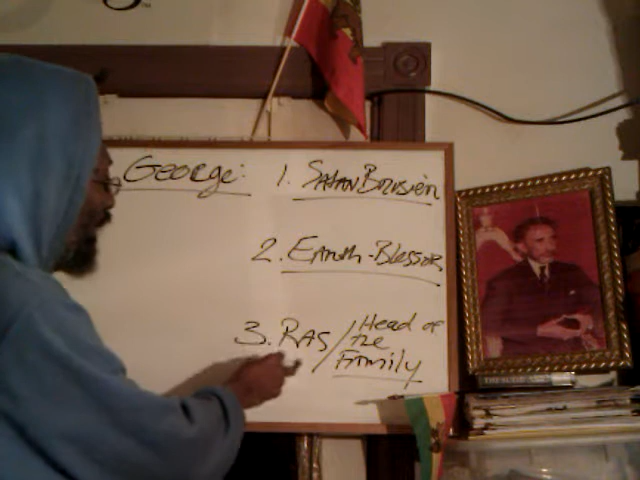 George:
1. Satan Bruiser
2. Earth-Blesser
3. Ras/Head of
the
Family